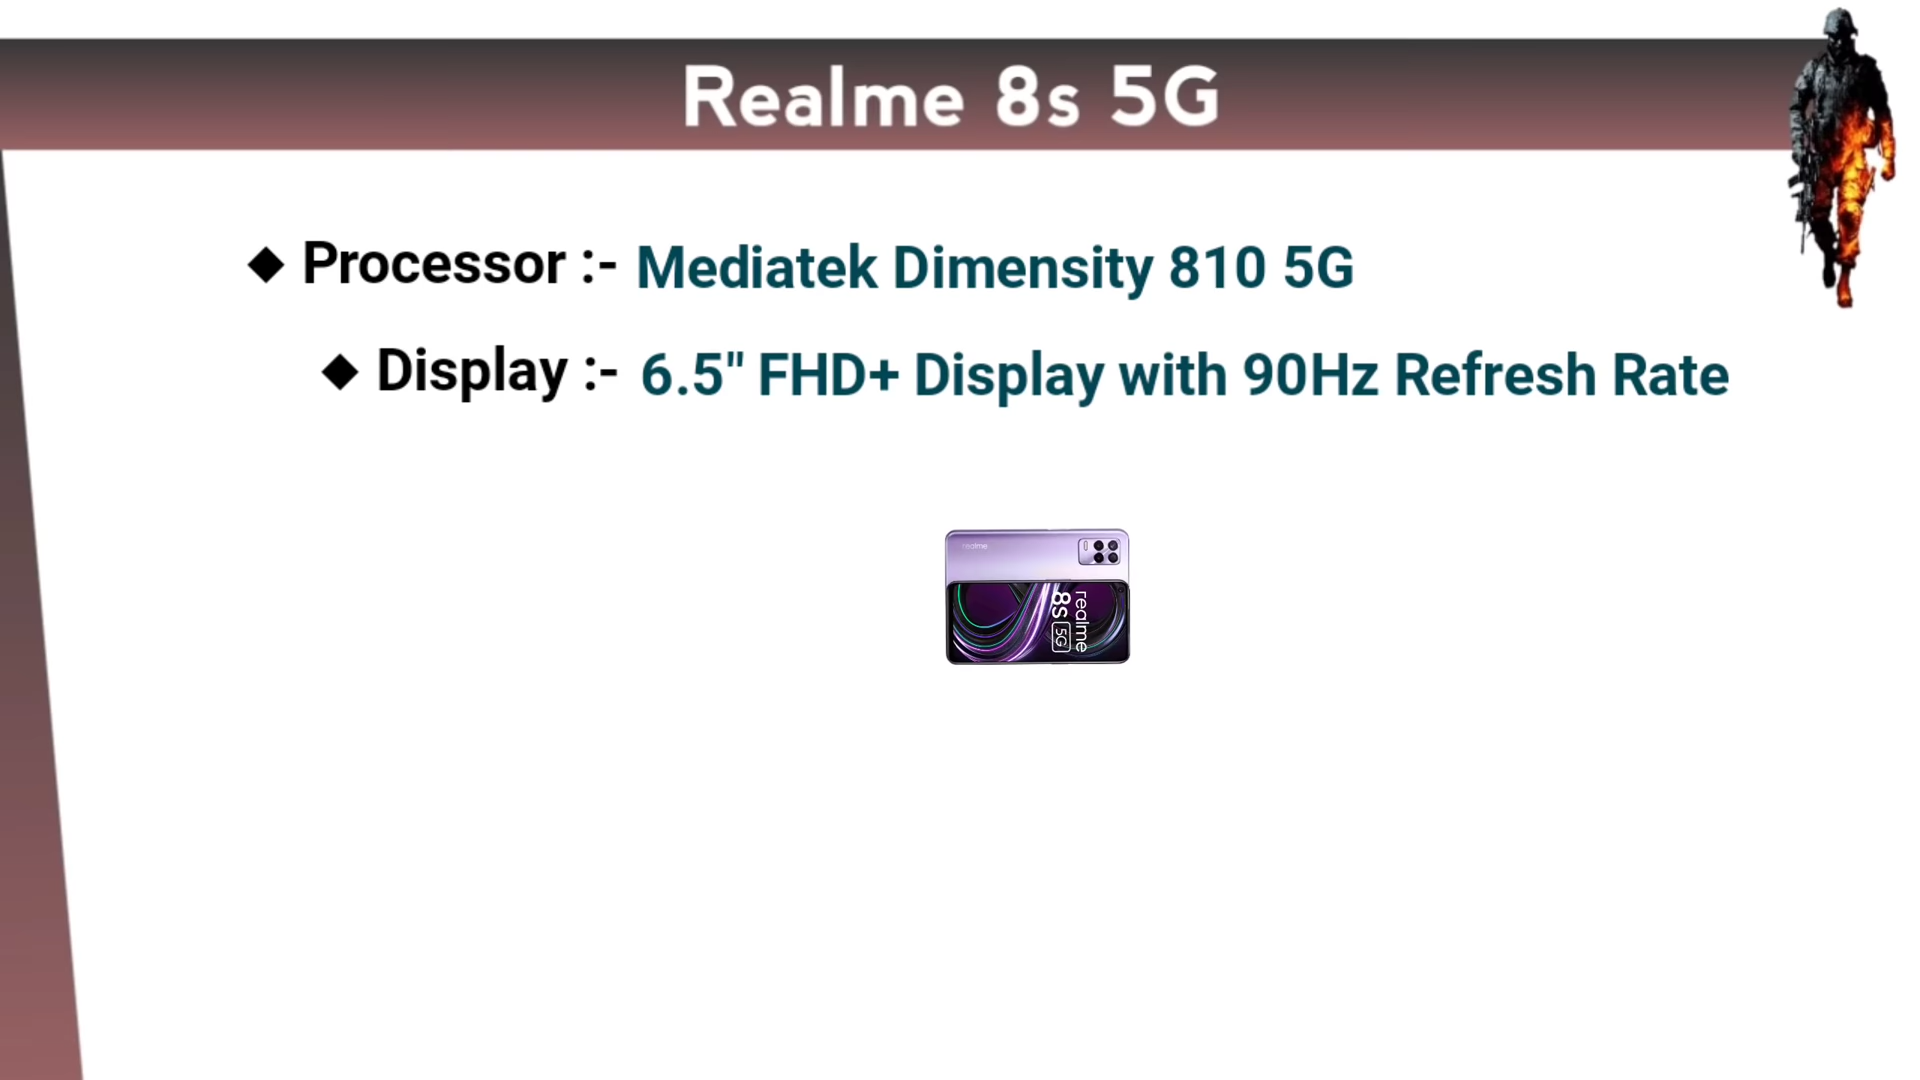 Realme 8s 5G
◆ Processor :- Mediatek Dimensity 810 5G
◆ Display :- 6.5" FHD+ Display with 90Hz Refresh Rate
realme
realme
8s 5G